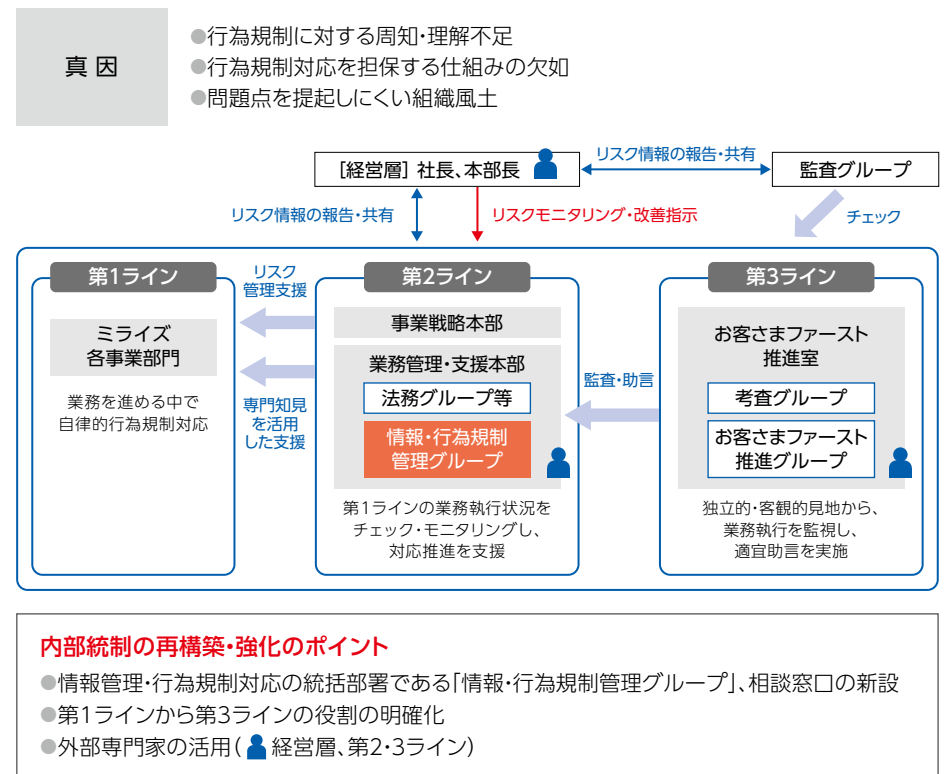 真因
●行為規制に対する周知・理解不足
●行為規制対応を担保する仕組みの欠如
●問題点を提起しにくい組織風土
[経営層] 社長、本部長
リスク情報の報告・共有
監査グループ
リスク情報の報告・共有
リスクモニタリング・改善指示
チェック
第1ライン
ミライズ
各事業部門
業務を進める中で
自律的行為規制対応
リスク
管理支援
専門知見
を活用
した支援
第2ライン
事業戦略本部
業務管理・支援本部
法務グループ等
情報・行為規制
管理グループ
第1ラインの業務執行状況を
チェック・モニタリングし、
対応推進を支援
監査・助言
第3ライン
お客さまファースト
推進室
考査グループ
お客さまファースト
推進グループ
独立的・客観的見地から、
業務執行を監視し、
適宜助言を実施
内部統制の再構築・強化のポイント
●情報管理・行為規制対応の統括部署である「情報・行為規制管理グループ」、相談窓口の新設
●第1ラインから第3ラインの役割の明確化
●外部専門家の活用(経営層、第2・3ライン)